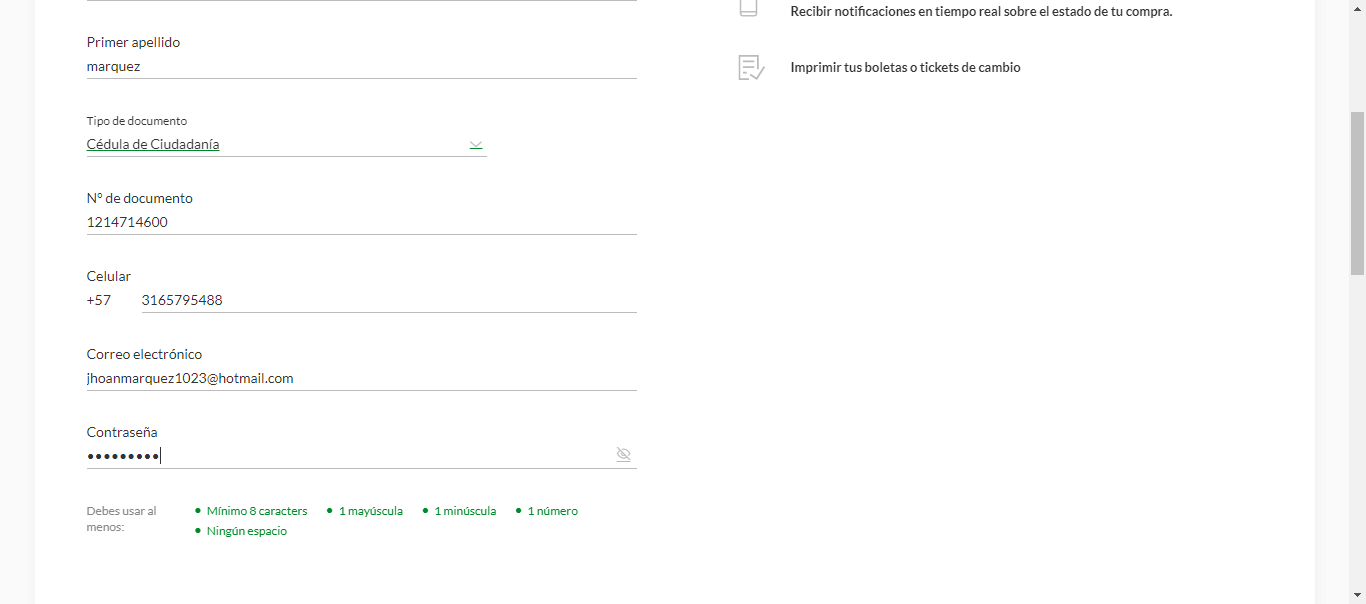 Recibir notificaciones en tiempo real sobre el estado de tu compra.
Imprimir tus boletas o tickets de cambio
Primer apellido
marquez
Tipo de documento
Cédula de Ciudadanía
N° de documento
1214714600
Celular
+57 3165795488
Correo electrónico
jhoanmarquez1023@hotmail.com
Contraseña
•••••••••
Debes usar al menos:
• Mínimo 8 caracters • 1 mayúscula • 1 minúscula • 1 número
• Ningún espacio